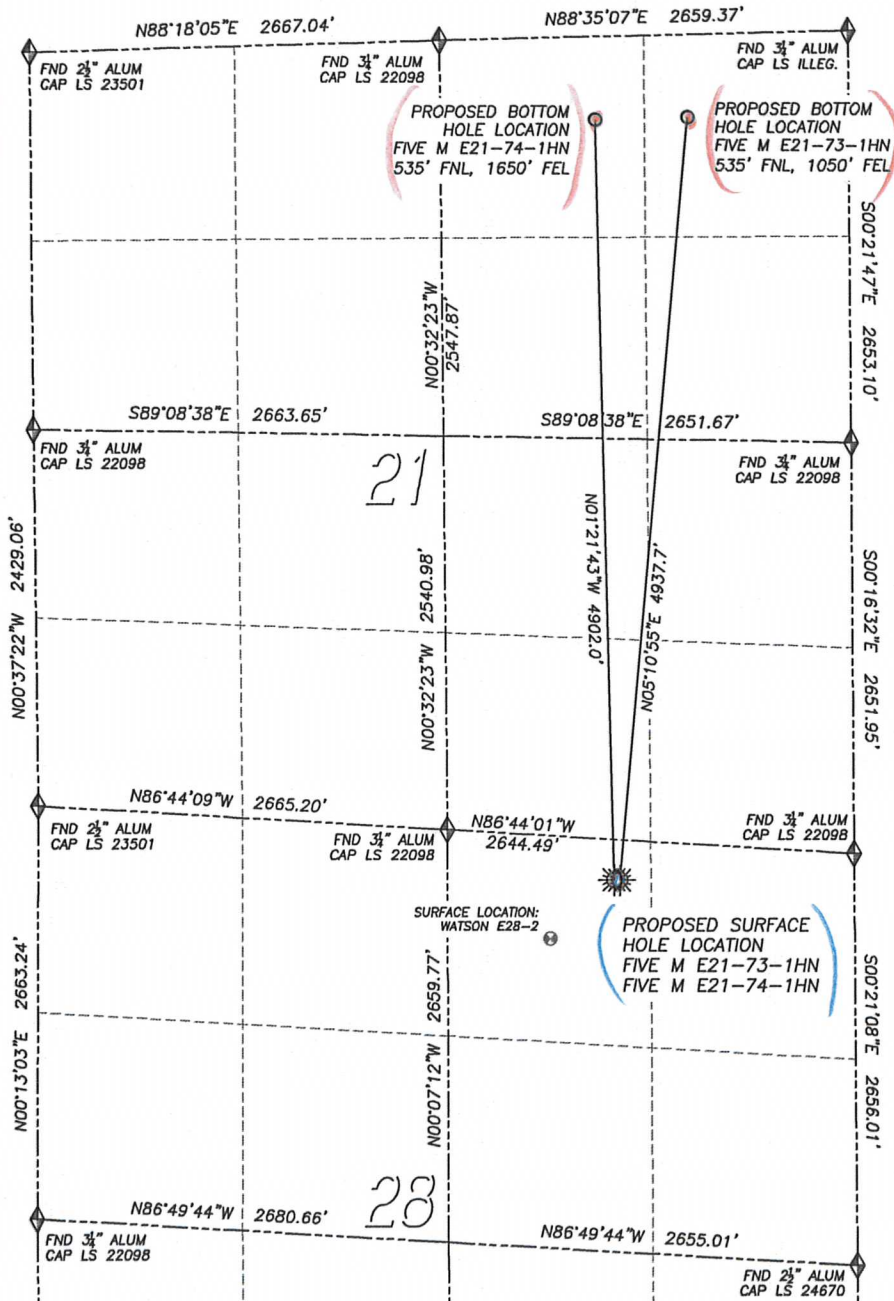 N88°18'05"E 2667.04'
N88°35'07"E 2659.37'
FND 2½" ALUM
CAP LS 23501
FND 3¼" ALUM
CAP LS 22098
FND 3¼" ALUM
CAP LS ILLEG.
PROPOSED BOTTOM
HOLE LOCATION
FIVE M E21-74-1HN
535' FNL, 1650' FEL
PROPOSED BOTTOM
HOLE LOCATION
FIVE M E21-73-1HN
535' FNL, 1050' FEL
S00°21'47"E 2653.10'
N00°32'23"W
2547.87'
S89°08'38"E 2663.65'
S89°08'38"E 2651.67'
FND 3¼" ALUM
CAP LS 22098
FND 3¼" ALUM
CAP LS 22098
21
N00°37'22"W 2429.06'
N00°32'23"W 2540.98'
N01°21'43"W 4902.0'
N05°10'55"E 4937.7'
S00°16'32"E 2651.95'
N86°44'09"W 2665.20'
N86°44'01"W
2644.49'
FND 2½" ALUM
CAP LS 23501
FND 3¼" ALUM
CAP LS 22098
FND 3¼" ALUM
CAP LS 22098
SURFACE LOCATION:
WATSON E28-2
PROPOSED SURFACE
HOLE LOCATION
FIVE M E21-73-1HN
FIVE M E21-74-1HN
N00°13'03"E 2663.24'
N00°07'12"W 2659.77'
S00°21'08"E 2656.01'
28
N86°49'44"W 2680.66'
N86°49'44"W 2655.01'
FND 3¼" ALUM
CAP LS 22098
FND 2½" ALUM
CAP LS 24670